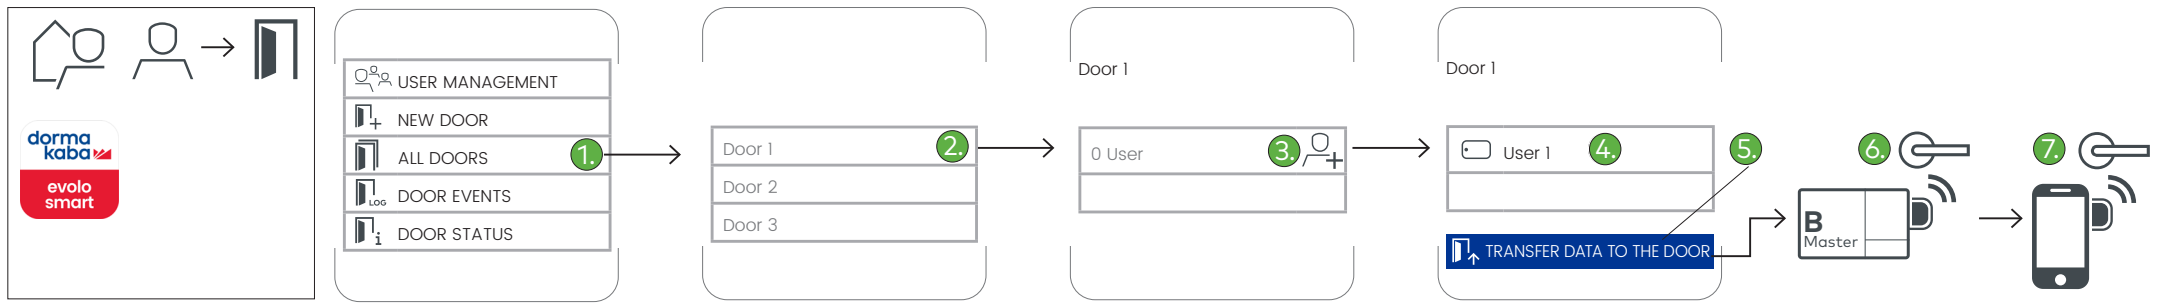 dorma
kaba
evolo
smart
USER MANAGEMENT
NEW DOOR
ALL DOORS
1.
LOG
DOOR EVENTS
i
DOOR STATUS
Door 1
2.
Door 2
Door 3
Door 1
0 User
3.
Door 1
User 1
4.
5.
TRANSFER DATA TO THE DOOR
6.
B
Master
7.